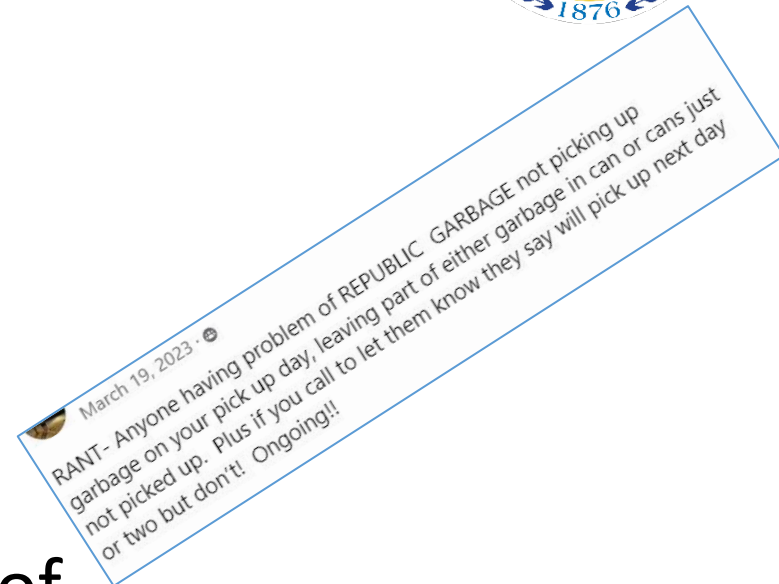 1876
March 19, 2023 ·
RANT- Anyone having problem of REPUBLIC  GARBAGE not picking up
garbage on your pick up day, leaving part of either garbage in can or cans just
not picked up.  Plus if you call to let them know they say will pick up next day
or two but don't!  Ongoing!!
of